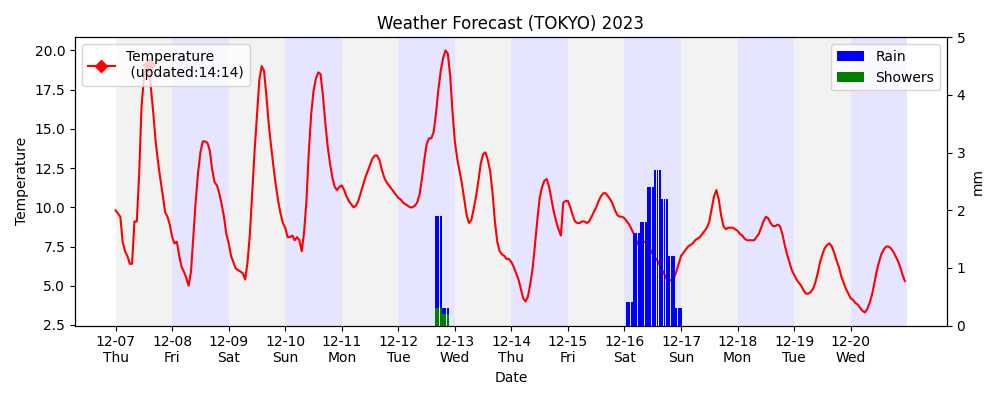 Weather Forecast (TOKYO) 2023
Temperature
(updated:14:14)
Rain
Showers
Temperature
20.0
17.5
15.0
12.5
10.0
7.5
5.0
2.5
5
4
3
2
1
0
mm
12-07 12-08 12-09 12-10 12-11 12-12 12-13 12-14 12-15 12-16 12-17 12-18 12-19 12-20
Thu Fri Sat Sun Mon Tue Wed Thu Fri Sat Sun Mon Tue Wed
Date